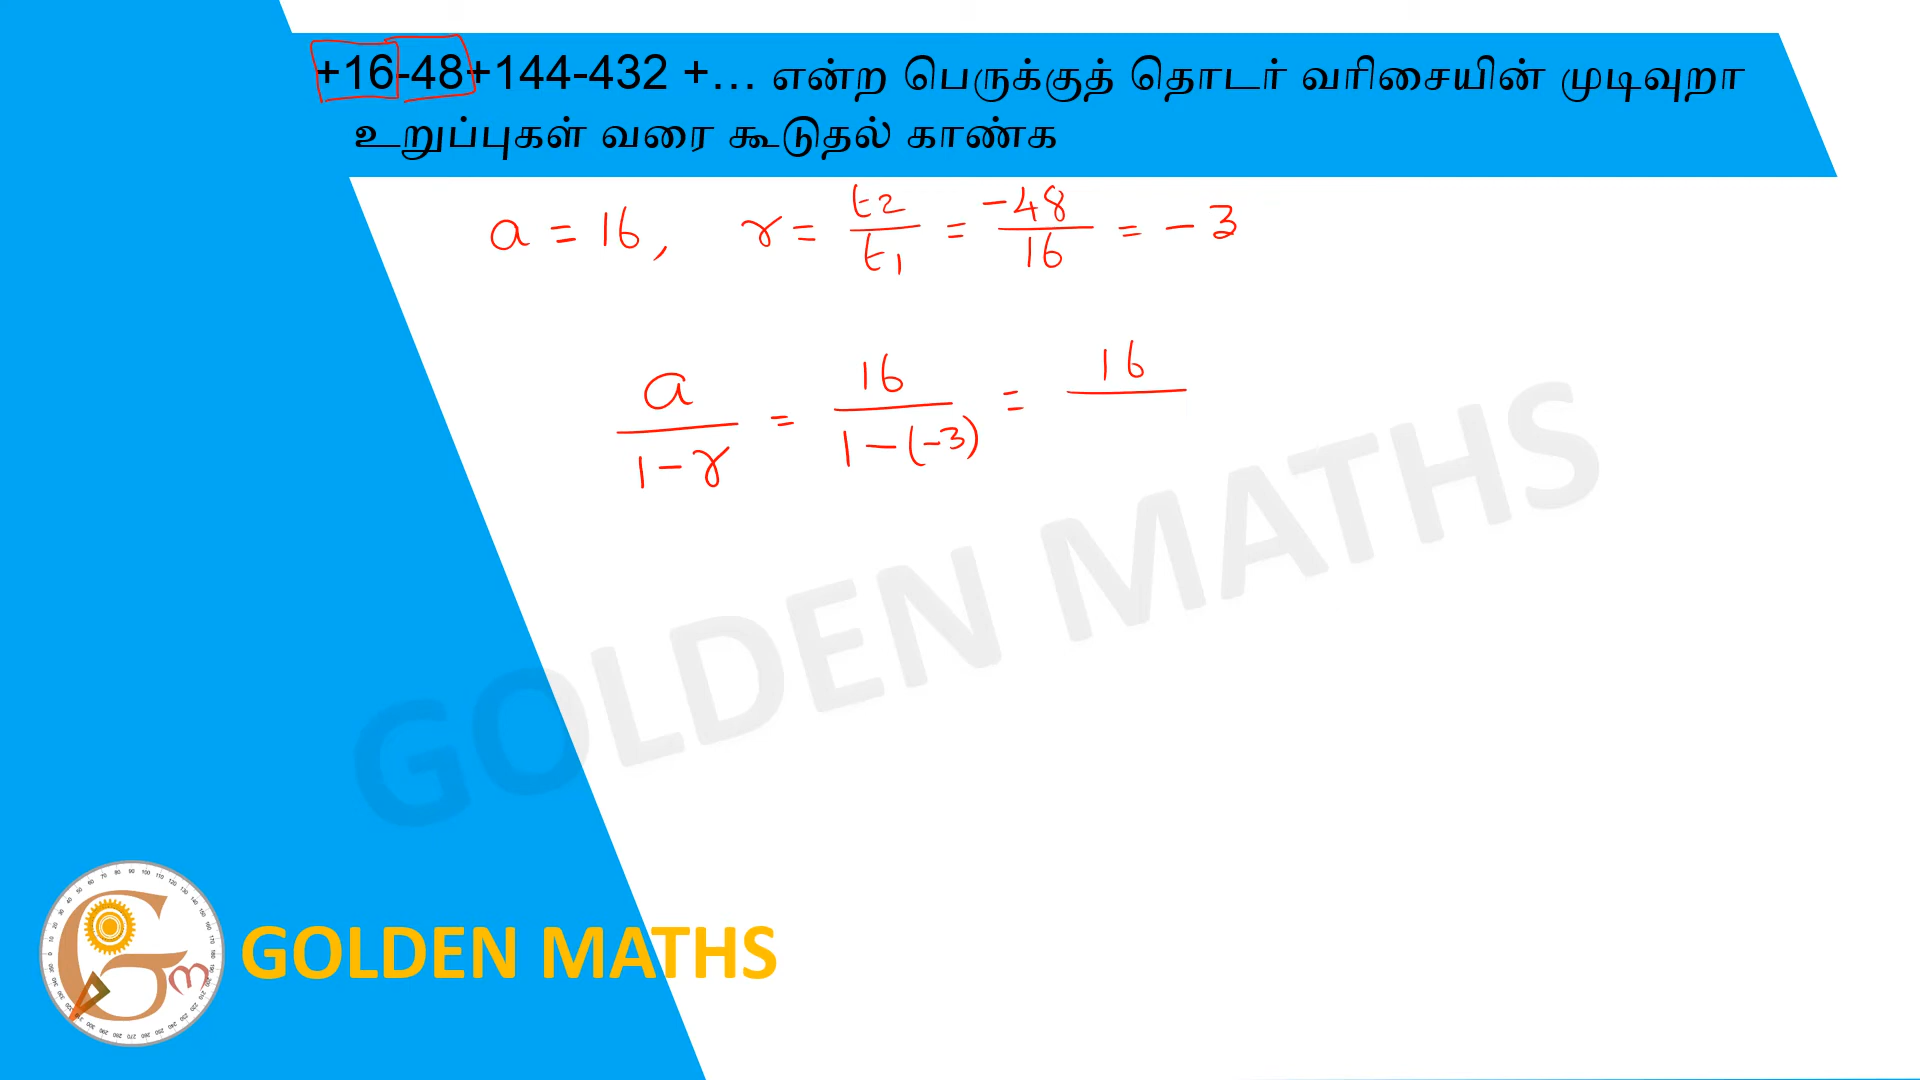 +16-48+144-432 +... என்ற பெருக்குத் தொடர் வரிசையின் முடிவுறா
உறுப்புகள் வரை கூடுதல் காண்க
a = 16, r = t2/t1 = -48/16 = -3
a/1-r = 16/1-(-3) = 16
GOLDEN MATHS
GOLDEN MATHS